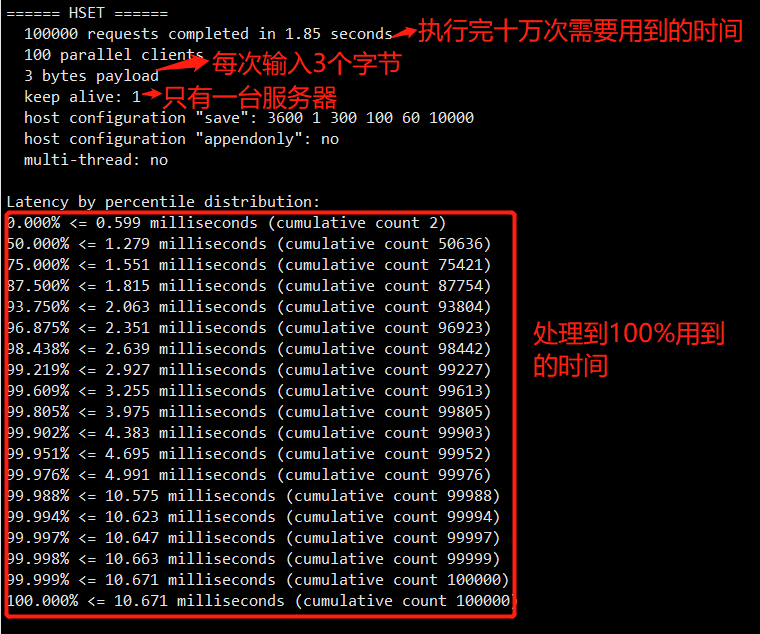 ====== HSET ======
100000 requests completed in 1.85 seconds 执行完十万次需要用到的时间
100 parallel clients
3 bytes payload 每次输入3个字节
keep alive: 1 只有一台服务器
host configuration "save": 3600 1 300 100 60 10000
host configuration "appendonly": no
multi-thread: no
Latency by percentile distribution:
0.000% <= 0.599 milliseconds (cumulative count 2)
50.000% <= 1.279 milliseconds (cumulative count 50636)
75.000% <= 1.551 milliseconds (cumulative count 75421)
87.500% <= 1.815 milliseconds (cumulative count 87754)
93.750% <= 2.063 milliseconds (cumulative count 93804)
96.875% <= 2.351 milliseconds (cumulative count 96923)
98.438% <= 2.639 milliseconds (cumulative count 98442)
99.219% <= 2.927 milliseconds (cumulative count 99227)
99.609% <= 3.255 milliseconds (cumulative count 99613)
99.805% <= 3.975 milliseconds (cumulative count 99805)
99.902% <= 4.383 milliseconds (cumulative count 99903)
99.951% <= 4.695 milliseconds (cumulative count 99952)
99.976% <= 4.991 milliseconds (cumulative count 99976)
99.988% <= 10.575 milliseconds (cumulative count 99988)
99.994% <= 10.623 milliseconds (cumulative count 99994)
99.997% <= 10.647 milliseconds (cumulative count 99997)
99.998% <= 10.663 milliseconds (cumulative count 99999)
99.999% <= 10.671 milliseconds (cumulative count 100000)
100.000% <= 10.671 milliseconds (cumulative count 100000)
处理到100%用到
的时间